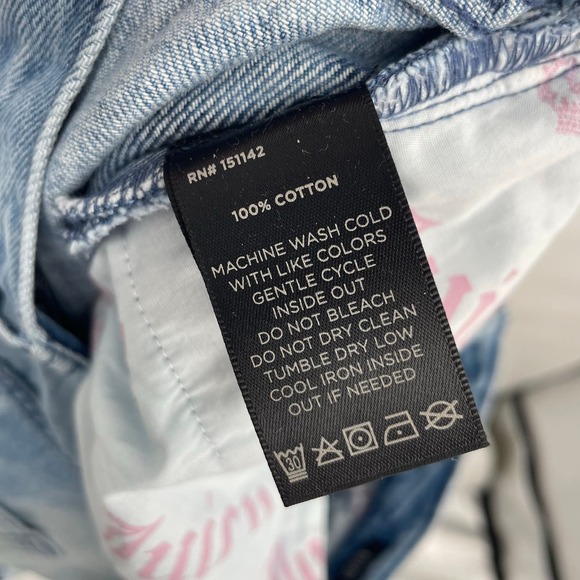 RN# 151142
100% COTTON
MACHINE WASH COLD
WITH LIKE COLORS
GENTLE CYCLE
INSIDE OUT
DO NOT BLEACH
DO NOT DRY CLEAN
TUMBLE DRY LOW
COOL IRON INSIDE
OUT IF NEEDED
30